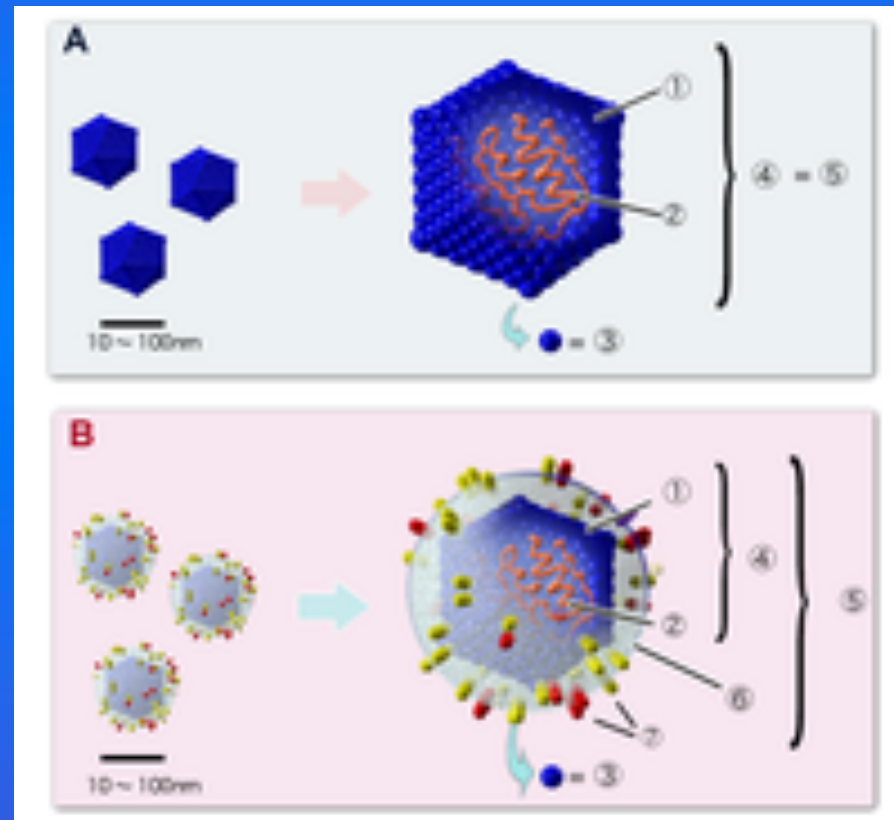 A
①
②
④ = ⑤
= ③
10～100nm
B
①
④
⑤
②
⑥
⑦
= ③
10～100nm